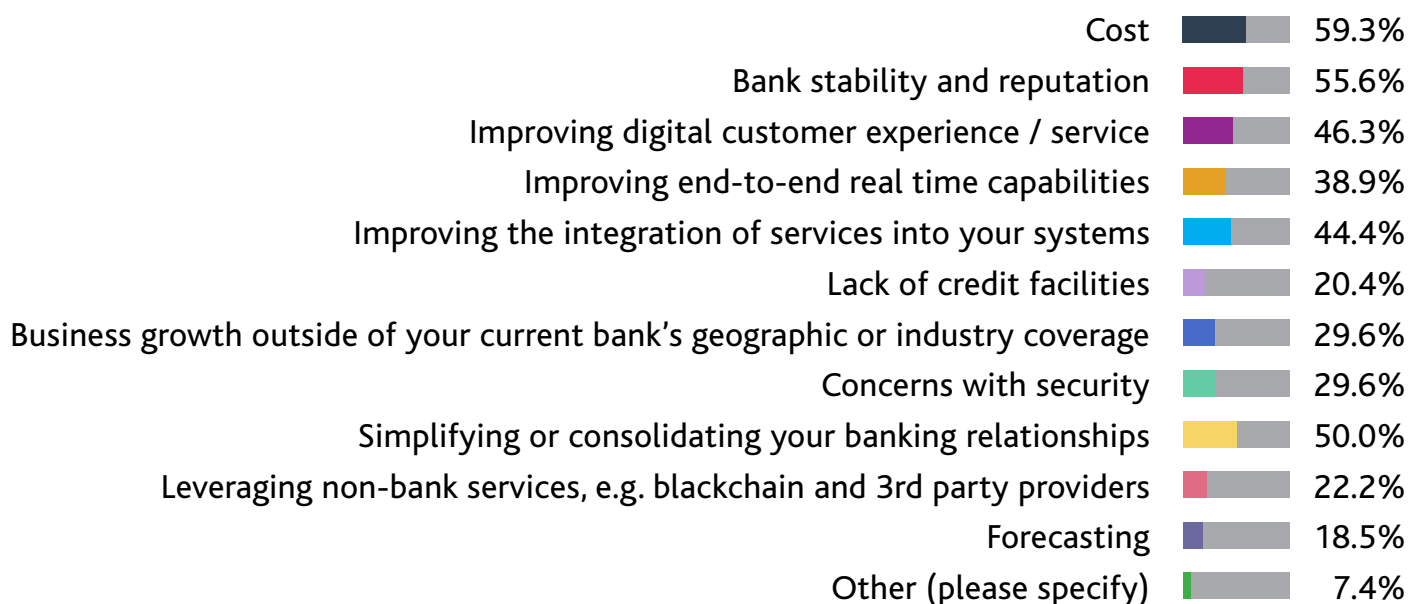 Cost 59.3%
Bank stability and reputation 55.6%
Improving digital customer experience / service 46.3%
Improving end-to-end real time capabilities 38.9%
Improving the integration of services into your systems 44.4%
Lack of credit facilities 20.4%
Business growth outside of your current bank’s geographic or industry coverage 29.6%
Concerns with security 29.6%
Simplifying or consolidating your banking relationships 50.0%
Leveraging non-bank services, e.g. blackchain and 3rd party providers 22.2%
Forecasting 18.5%
Other (please specify) 7.4%